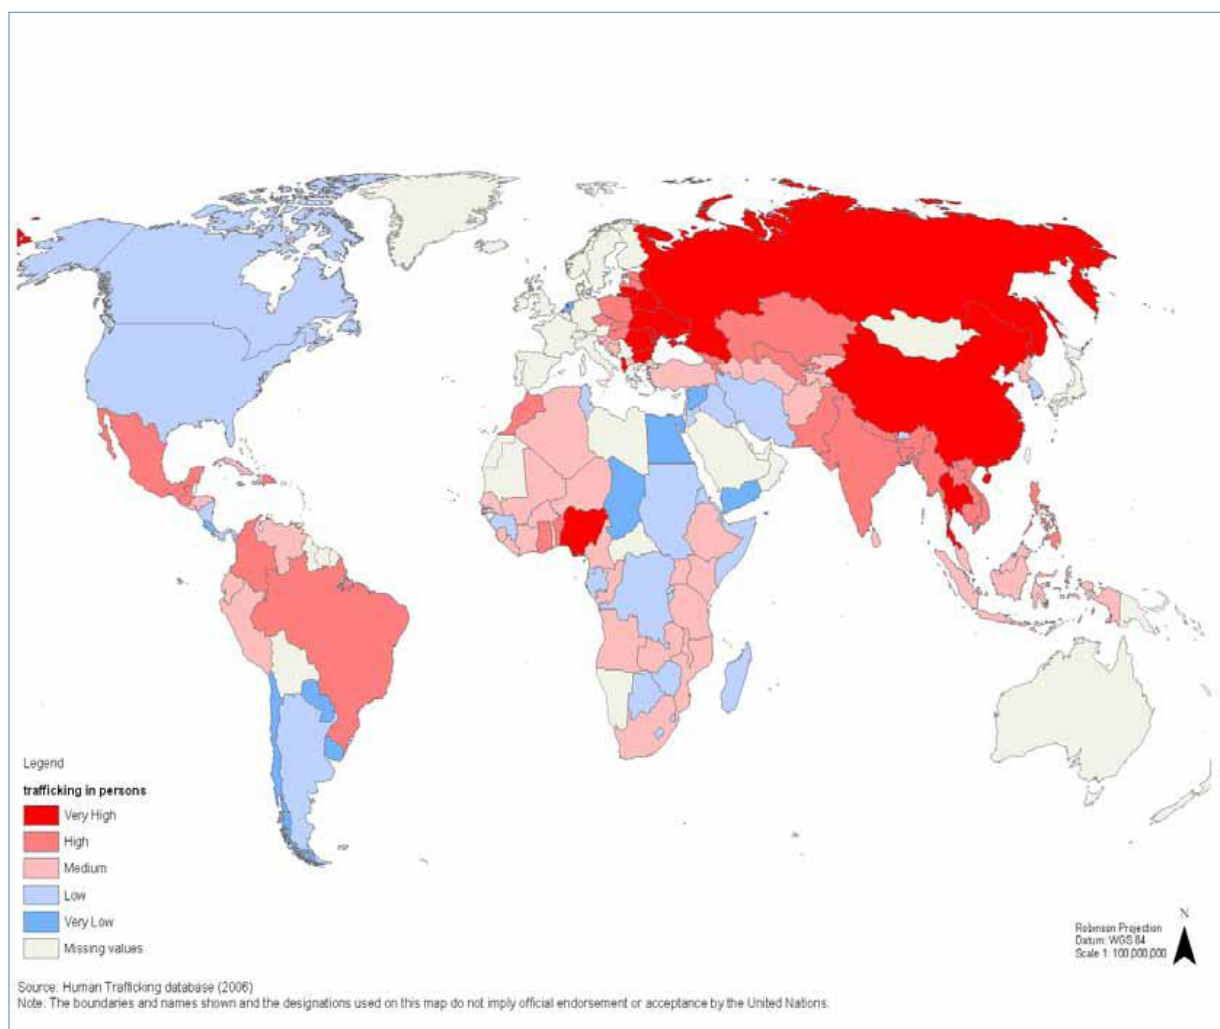 Legend
trafficking in persons
Very High
High
Medium
Low
Very Low
Missing values
N
Robinson Projection
Datum: WGS 84
Scale 1: 100,000,000
Source: Human Trafficking database (2006)
Note: The boundaries and names shown and the designations used on this map do not imply official endorsement or acceptance by the United Nations.